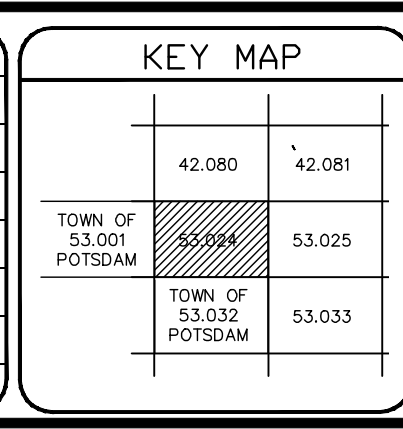 KEY MAP
42.080
42.081
TOWN OF
53.001
POTSDAM
53.024
53.025
TOWN OF
53.032
POTSDAM
53.033